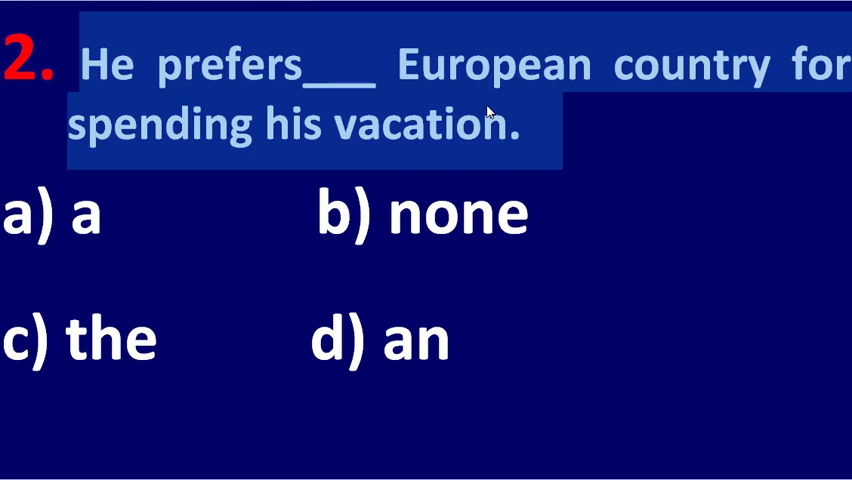 2. He prefers___ European country for
spending his vacation.
a) a b) none
c) the d) an